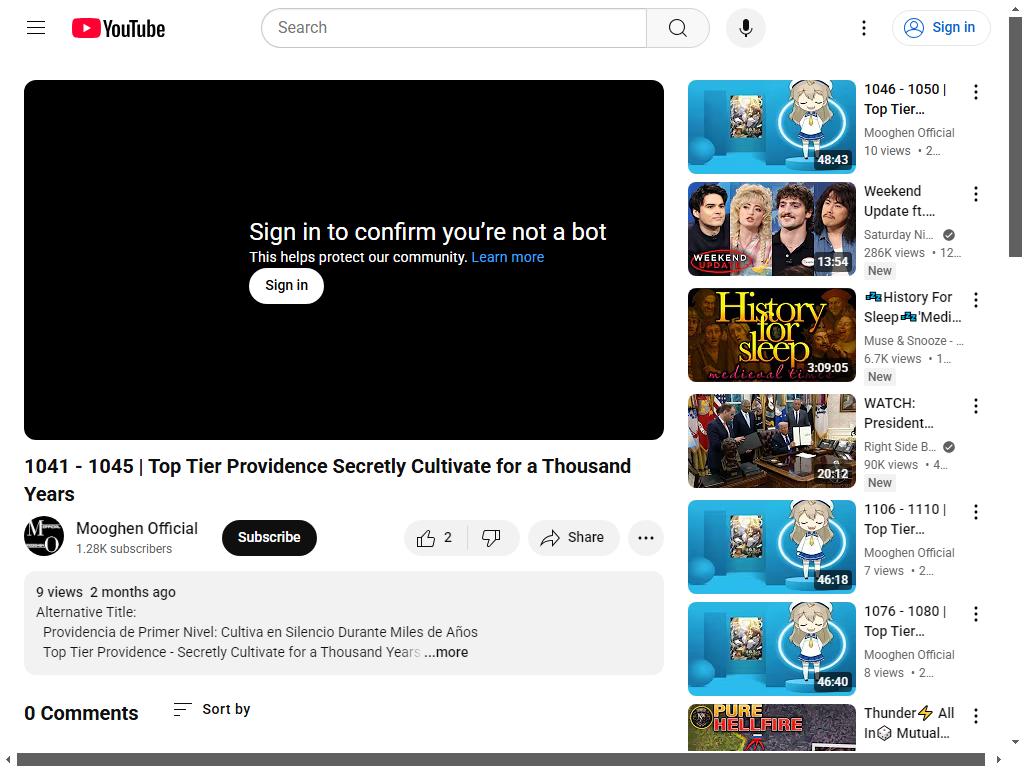 YouTube
Search
Sign in
Sign in to confirm you’re not a bot
This helps protect our community. Learn more
Sign in
1041 - 1045 | Top Tier Providence Secretly Cultivate for a Thousand
Years
Mooghen Official
1.28K subscribers
Subscribe
2
Share
9 views 2 months ago
Alternative Title:
Providencia de Primer Nivel: Cultiva en Silencio Durante Miles de Años
Top Tier Providence - Secretly Cultivate for a Thousand Years ...more
0 Comments
Sort by
48:43
1046 - 1050 |
Top Tier…
Mooghen Official
10 views • 2…
WEEKEND
UPDATE
13:54
Weekend
Update ft.…
Saturday Ni…
286K views • 12…
New
History
for
sleep
medieval times
3:09:05
💤History For
Sleep💤'Medi…
Muse & Snooze - …
6.7K views • 1…
New
20:12
WATCH:
President…
Right Side B…
90K views • 4…
New
46:18
1106 - 1110 |
Top Tier…
Mooghen Official
7 views • 2…
46:40
1076 - 1080 |
Top Tier…
Mooghen Official
8 views • 2…
PURE
HELLFIRE
Thunder⚡ All
In🎲 Mutual…